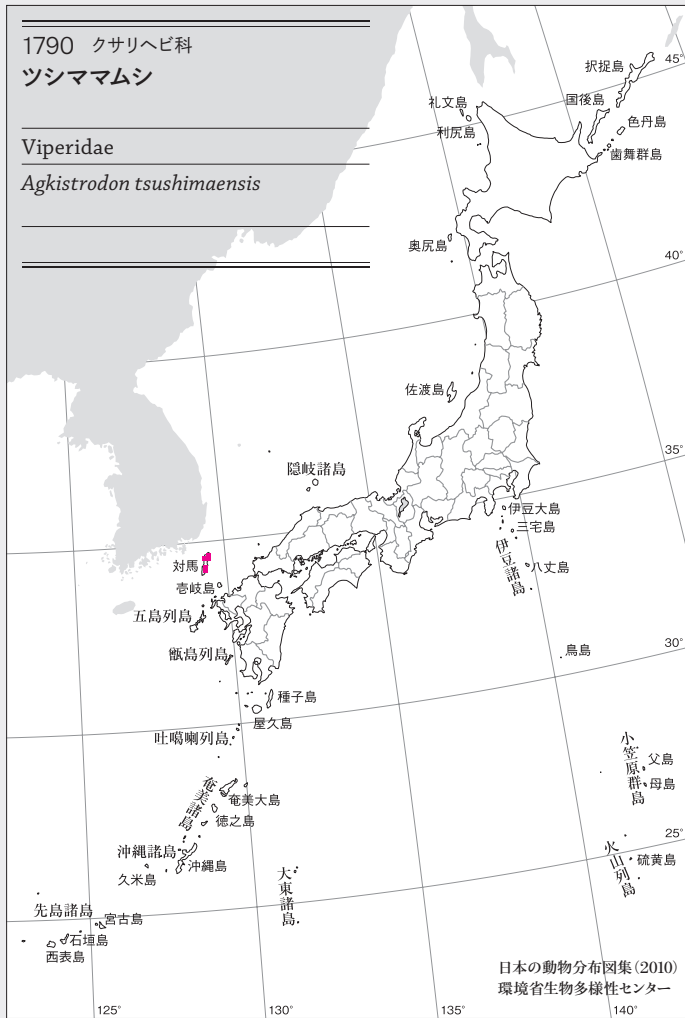 1790 クサリヘビ科
ツシママムシ
Viperidae
Agkistrodon tsushimaensis
45°
択捉島
国後島
礼文島
色丹島
利尻島
歯舞群島
奥尻島
40°
佐渡島
35°
隠岐諸島
伊豆大島
三宅島
伊豆諸島
八丈島
対馬
壱岐島
五島列島
甑島列島
鳥島
30°
種子島
屋久島
吐噶喇列島
小笠原群島
父島
母島
奄美諸島
奄美大島
徳之島
25°
沖縄諸島
沖縄島
久米島
火山列島
硫黄島
大東諸島
先島諸島
宮古島
石垣島
西表島
日本の動物分布図集(2010)
環境省生物多様性センター
125°
130°
135°
140°